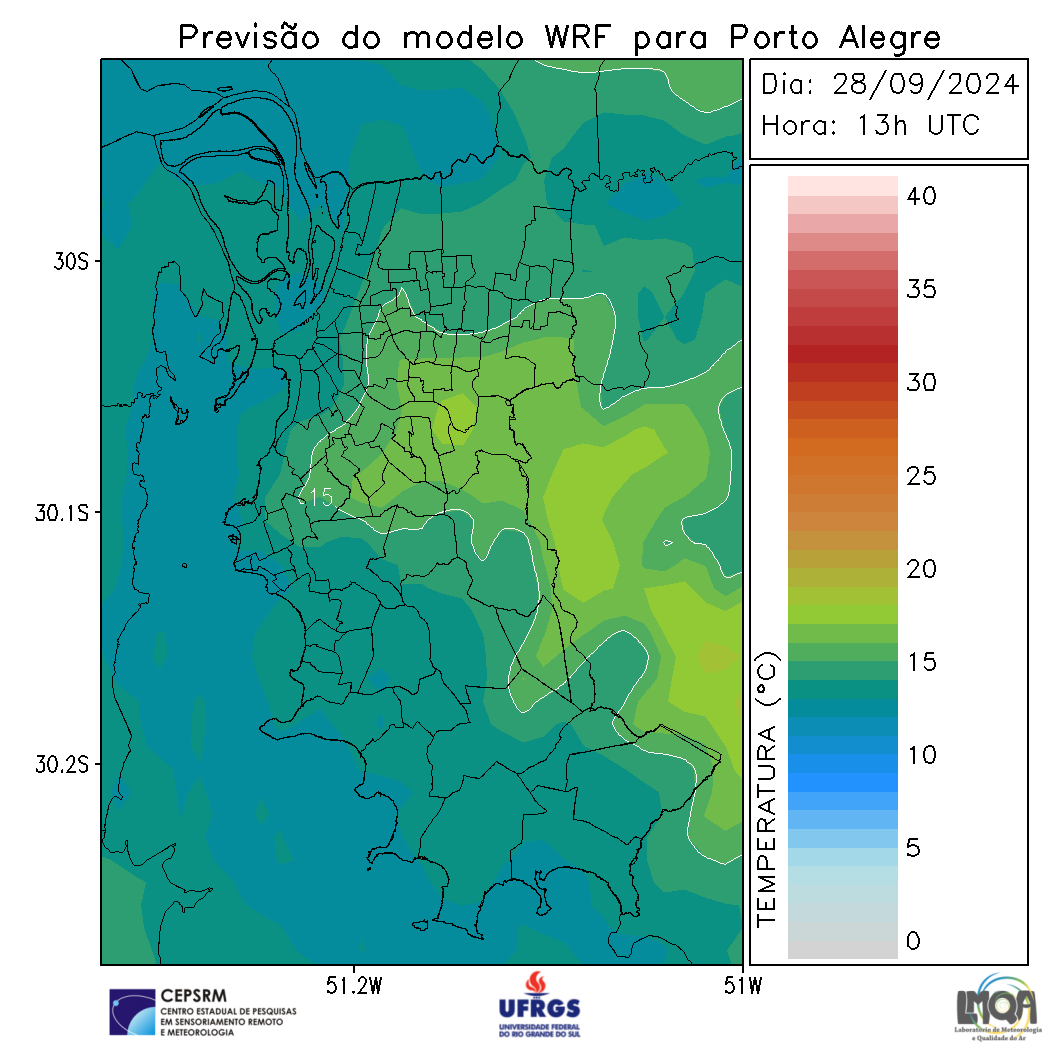 Previsão do modelo WRF para Porto Alegre
Dia: 28/09/2024
Hora: 13h UTC
30S
30.1S
30.2S
51.2W
51W
15
TEMPERATURA (°C)
40
35
30
25
20
15
10
5
0
CEPSRM
CENTRO ESTADUAL DE PESQUISAS
EM SENSORIAMENTO REMOTO
E METEOROLOGIA
UFRGS
UNIVERSIDADE FEDERAL
DO RIO GRANDE DO SUL
LMQA
Laboratório de Meteorologia
e Qualidade do Ar